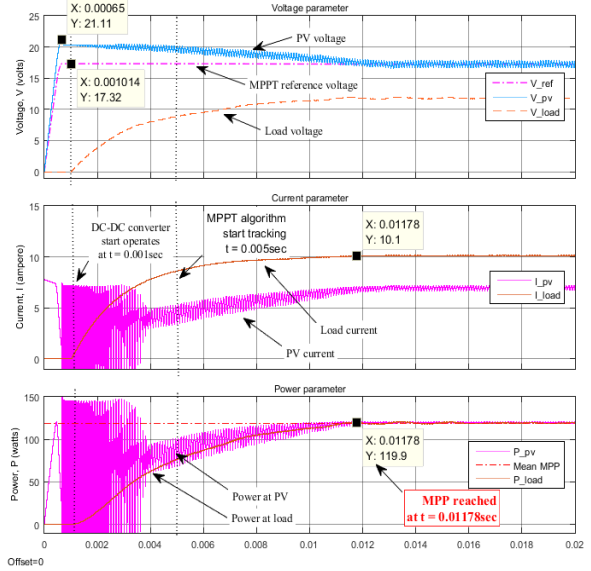 Voltage parameter
X: 0.00065
Y: 21.11
X: 0.001014
Y: 17.32
PV voltage
MPPT reference voltage
Load voltage
V_ref
V_pv
V_load
Voltage, V (volts)
25
20
15
10
5
0
Current parameter
DC-DC converter
start operates
at t = 0.001sec
MPPT algorithm
start tracking
t = 0.005sec
X: 0.01178
Y: 10.1
Load current
PV current
I_pv
I_load
Current, I (ampere)
15
10
5
0
Power parameter
X: 0.01178
Y: 119.9
Power at PV
Power at load
MPP reached
at t = 0.01178sec
P_pv
Mean MPP
P_load
Power, P (watts)
150
100
50
0
0
0.002
0.004
0.006
0.008
0.01
0.012
0.014
0.016
0.018
0.02
Offset=0